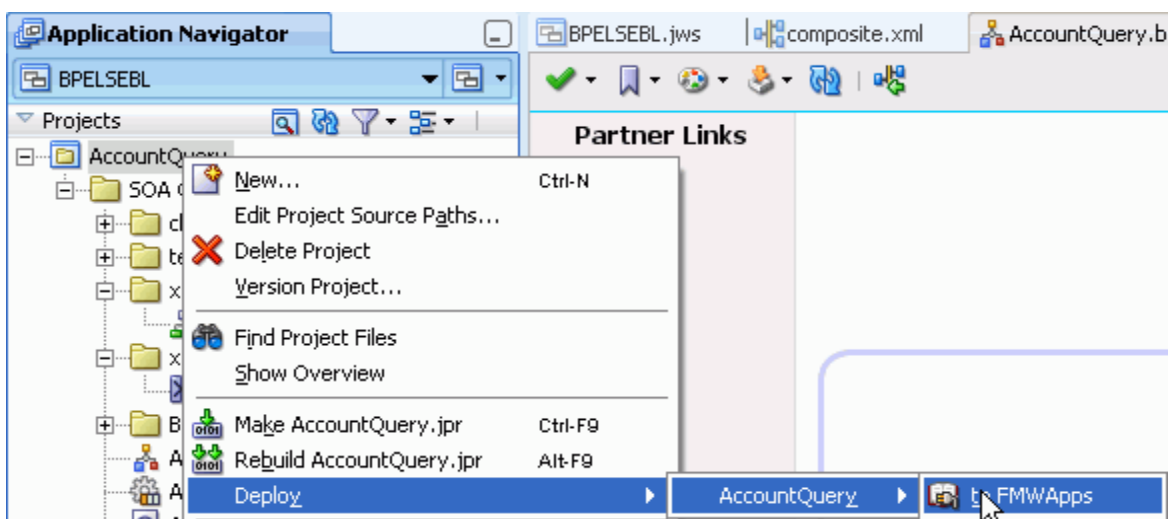 Application Navigator
BPELSEBL.jws
composite.xml
AccountQuery.b
BPELSEBL
Projects
Partner Links
AccountQuery
SOA
New... Ctrl-N
Edit Project Source Paths...
Delete Project
Version Project...
Find Project Files
Show Overview
Make AccountQuery.jpr Ctrl-F9
Rebuild AccountQuery.jpr Alt-F9
Deploy
AccountQuery
to FMWApps